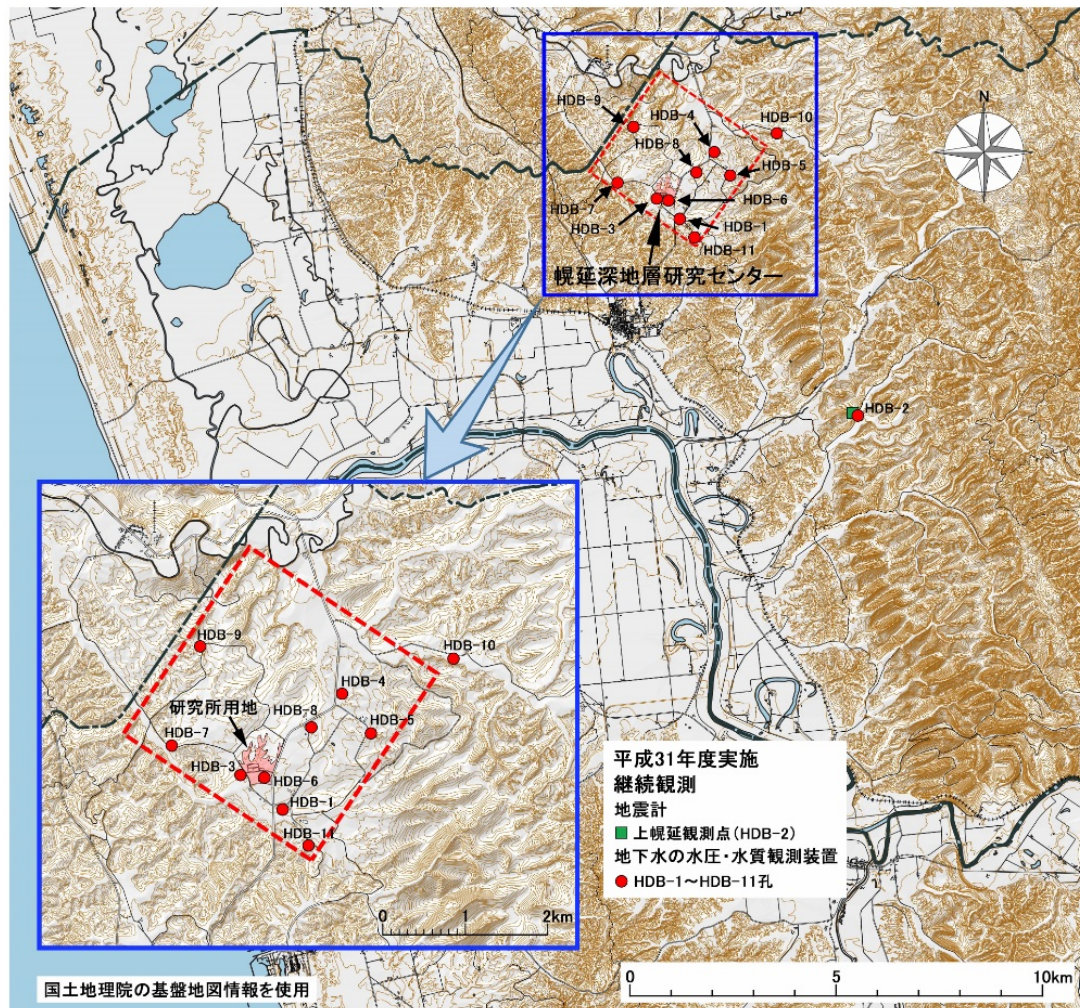 HDB-9
HDB-4
HDB-10
HDB-8
HDB-5
N
HDB-7
HDB-6
HDB-3
HDB-1
HDB-11
幌延深地層研究センター
HDB-2
HDB-9
HDB-10
HDB-4
研究所用地
HDB-8
HDB-5
HDB-7
HDB-3
HDB-6
HDB-1
HDB-11
0 1 2km
平成31年度実施
継続観測
地震計
上幌延観測点(HDB-2)
地下水の水圧・水質観測装置
HDB-1～HDB-11孔
国土地理院の基盤地図情報を使用
0 5 10km